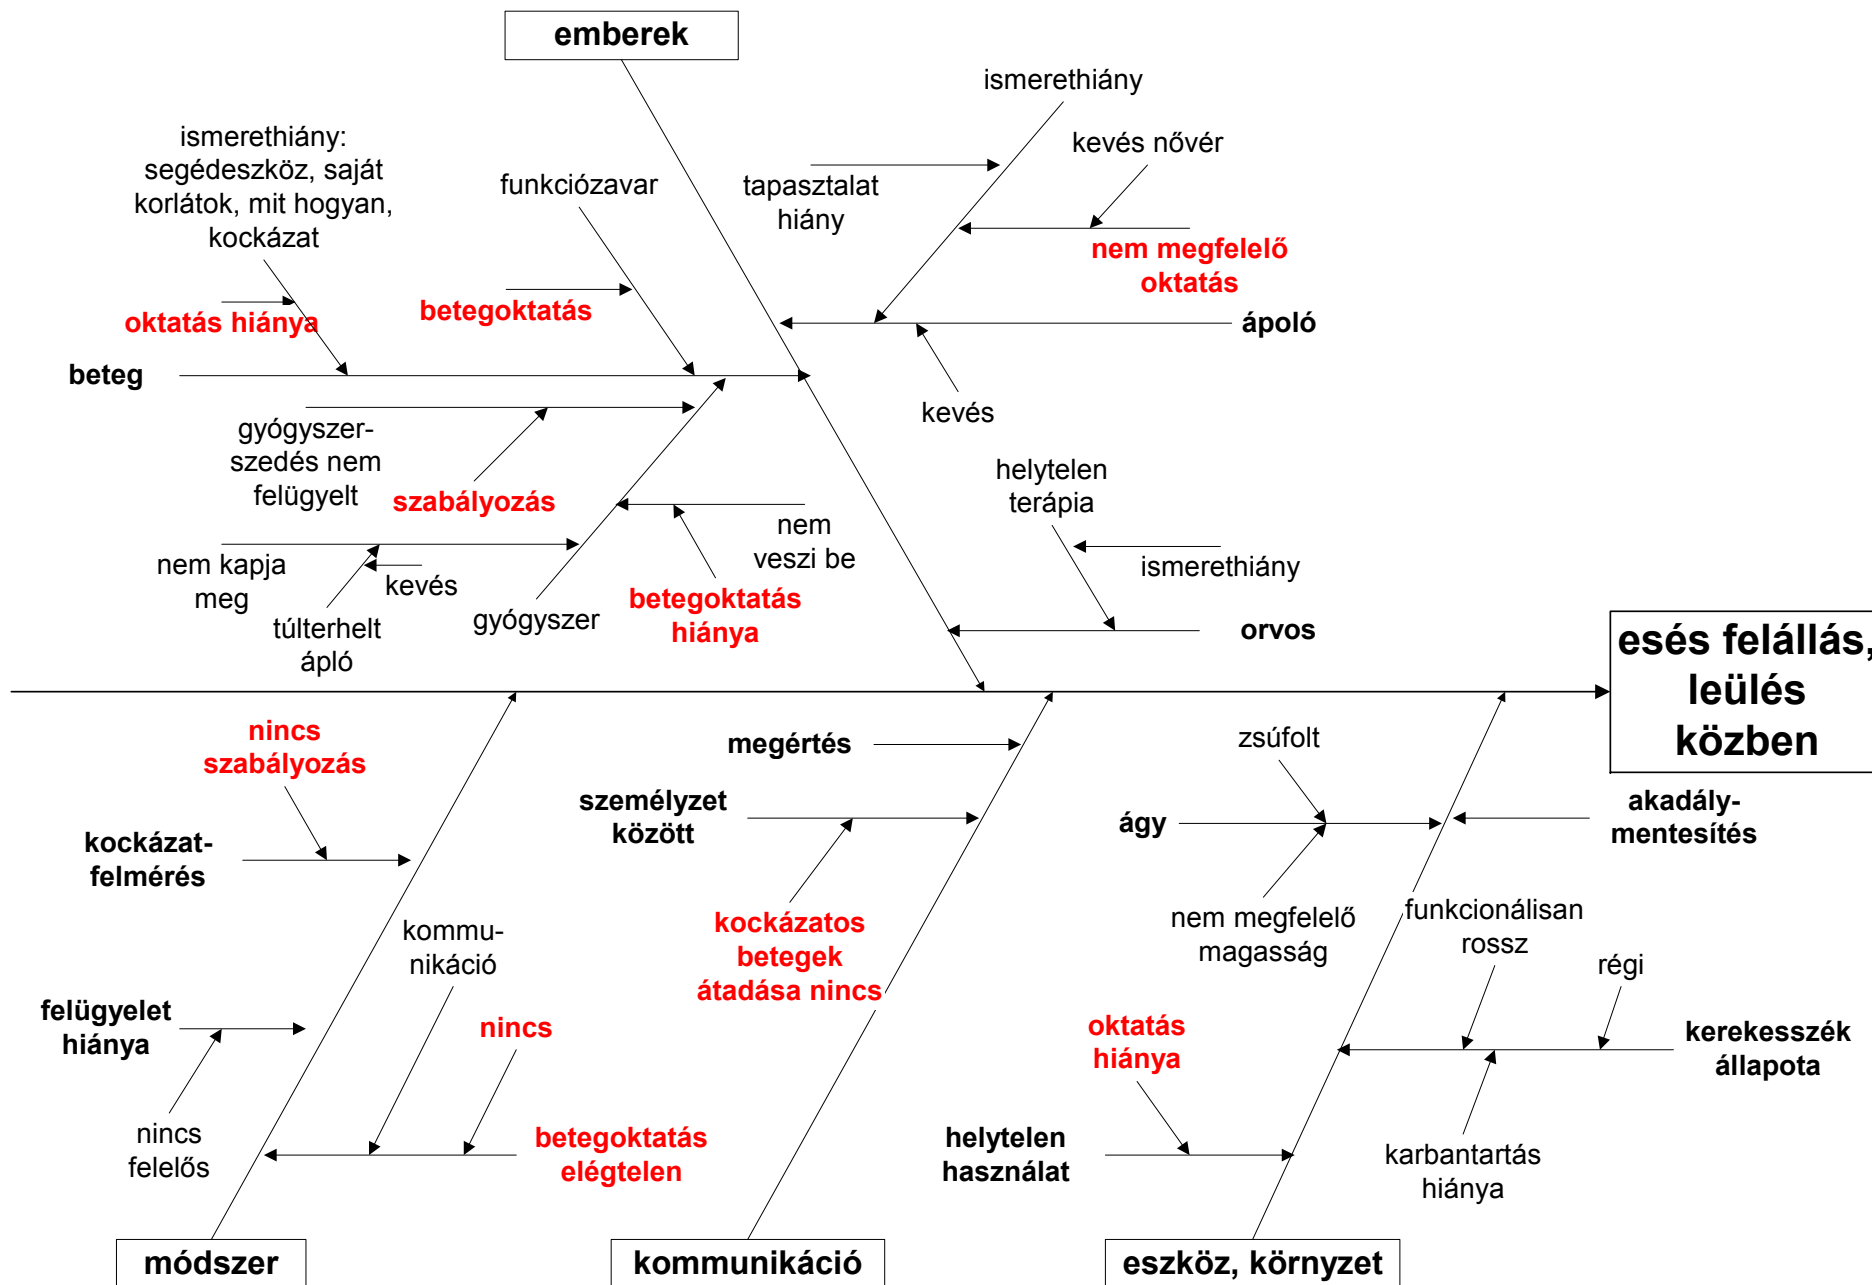 emberek
ismerethiány
ismerethiány:
segédeszköz, saját
korlátok, mit hogyan,
kockázat
funkciózavar
tapasztalat
hiány
kevés nővér
nem megfelelő
oktatás
oktatás hiánya
betegoktatás
ápoló
beteg
kevés
gyógyszer-
szedés nem
felügyelt
szabályozás
nem
veszi be
helytelen
terápia
ismerethiány
nem kapja
meg
kevés
túlterhelt
ápló
gyógyszer
betegoktatás
hiánya
orvos
esés felállás,
leülés
közben
nincs
szabályozás
kockázat-
felmérés
megértés
személyzet
között
zsúfolt
ágy
akadály-
mentesítés
kommu-
nikáció
kockázatos
betegek
átadása nincs
nem megfelelő
magasság
funkcionálisan
rossz
régi
felügyelet
hiánya
nincs
oktatás
hiánya
kerekesszék
állapota
nincs
felelős
betegoktatás
elégtelen
helytelen
használat
karbantartás
hiánya
módszer
kommunikáció
eszköz, környzet